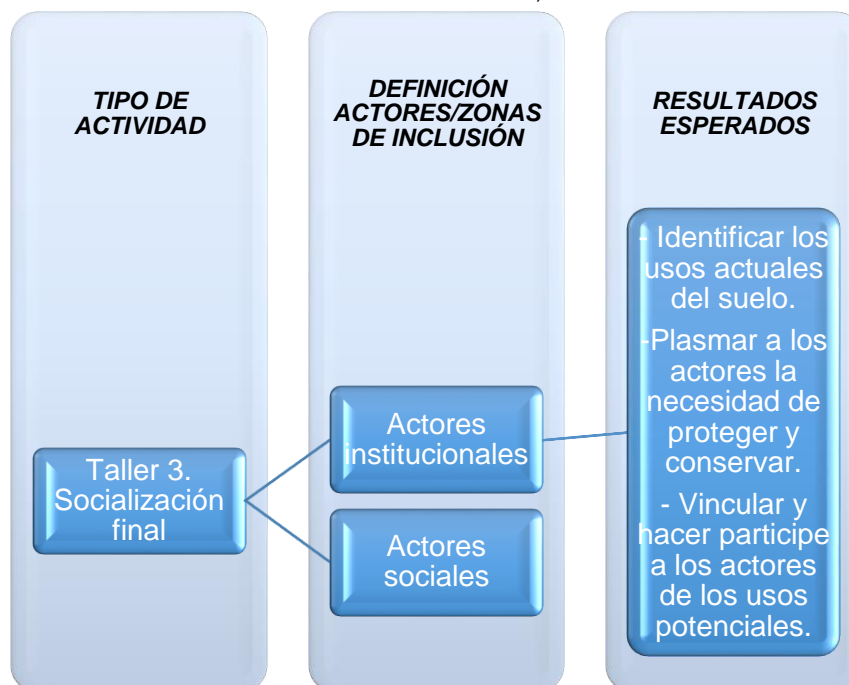 TIPO DE
ACTIVIDAD
DEFINICIÓN
ACTORES/ZONAS
DE INCLUSIÓN
RESULTADOS
ESPERADOS
Taller 3.
Socialización
final
Actores
institucionales
Actores
sociales
- Identificar los
usos actuales
del suelo.
-Plasmar a los
actores la
necesidad de
proteger y
conservar.
- Vincular y
hacer participe
a los actores
de los usos
potenciales.